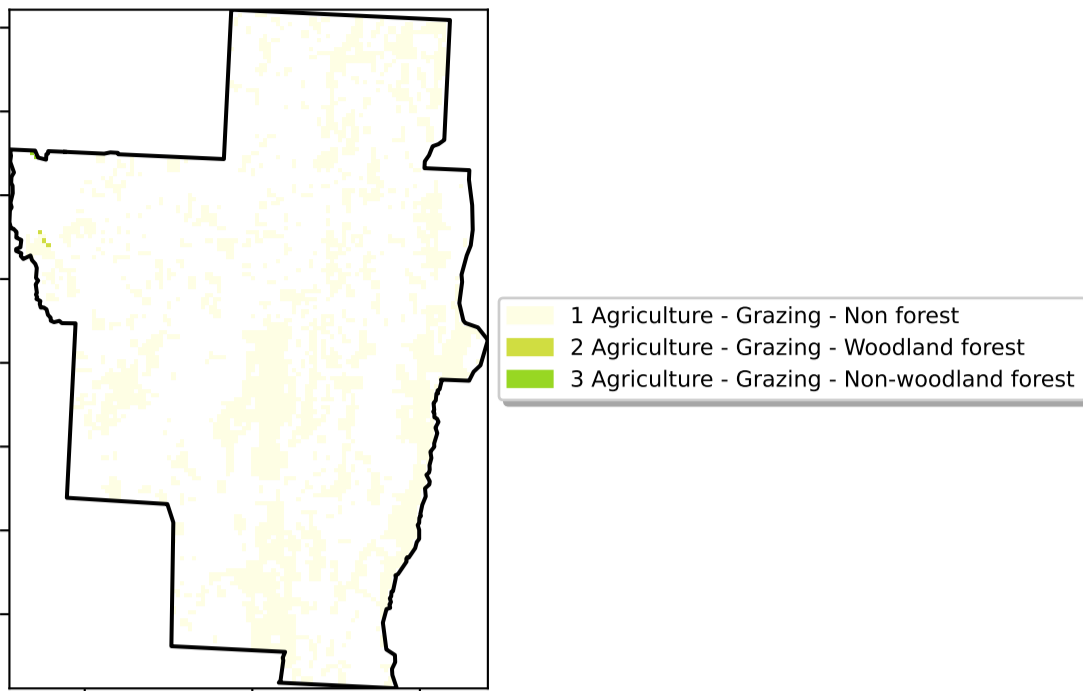 1 Agriculture - Grazing - Non forest
2 Agriculture - Grazing - Woodland forest
3 Agriculture - Grazing - Non-woodland forest